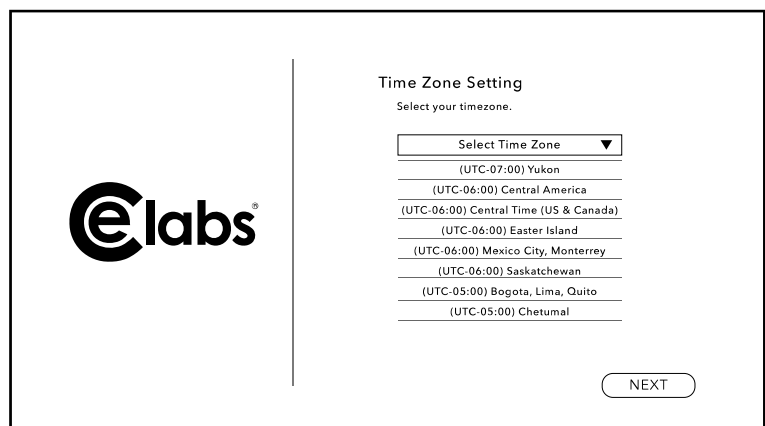 Ce labs®
Time Zone Setting
Select your timezone.
Select Time Zone ▼
(UTC-07:00) Yukon
(UTC-06:00) Central America
(UTC-06:00) Central Time (US & Canada)
(UTC-06:00) Easter Island
(UTC-06:00) Mexico City, Monterrey
(UTC-06:00) Saskatchewan
(UTC-05:00) Bogota, Lima, Quito
(UTC-05:00) Chetumal
NEXT